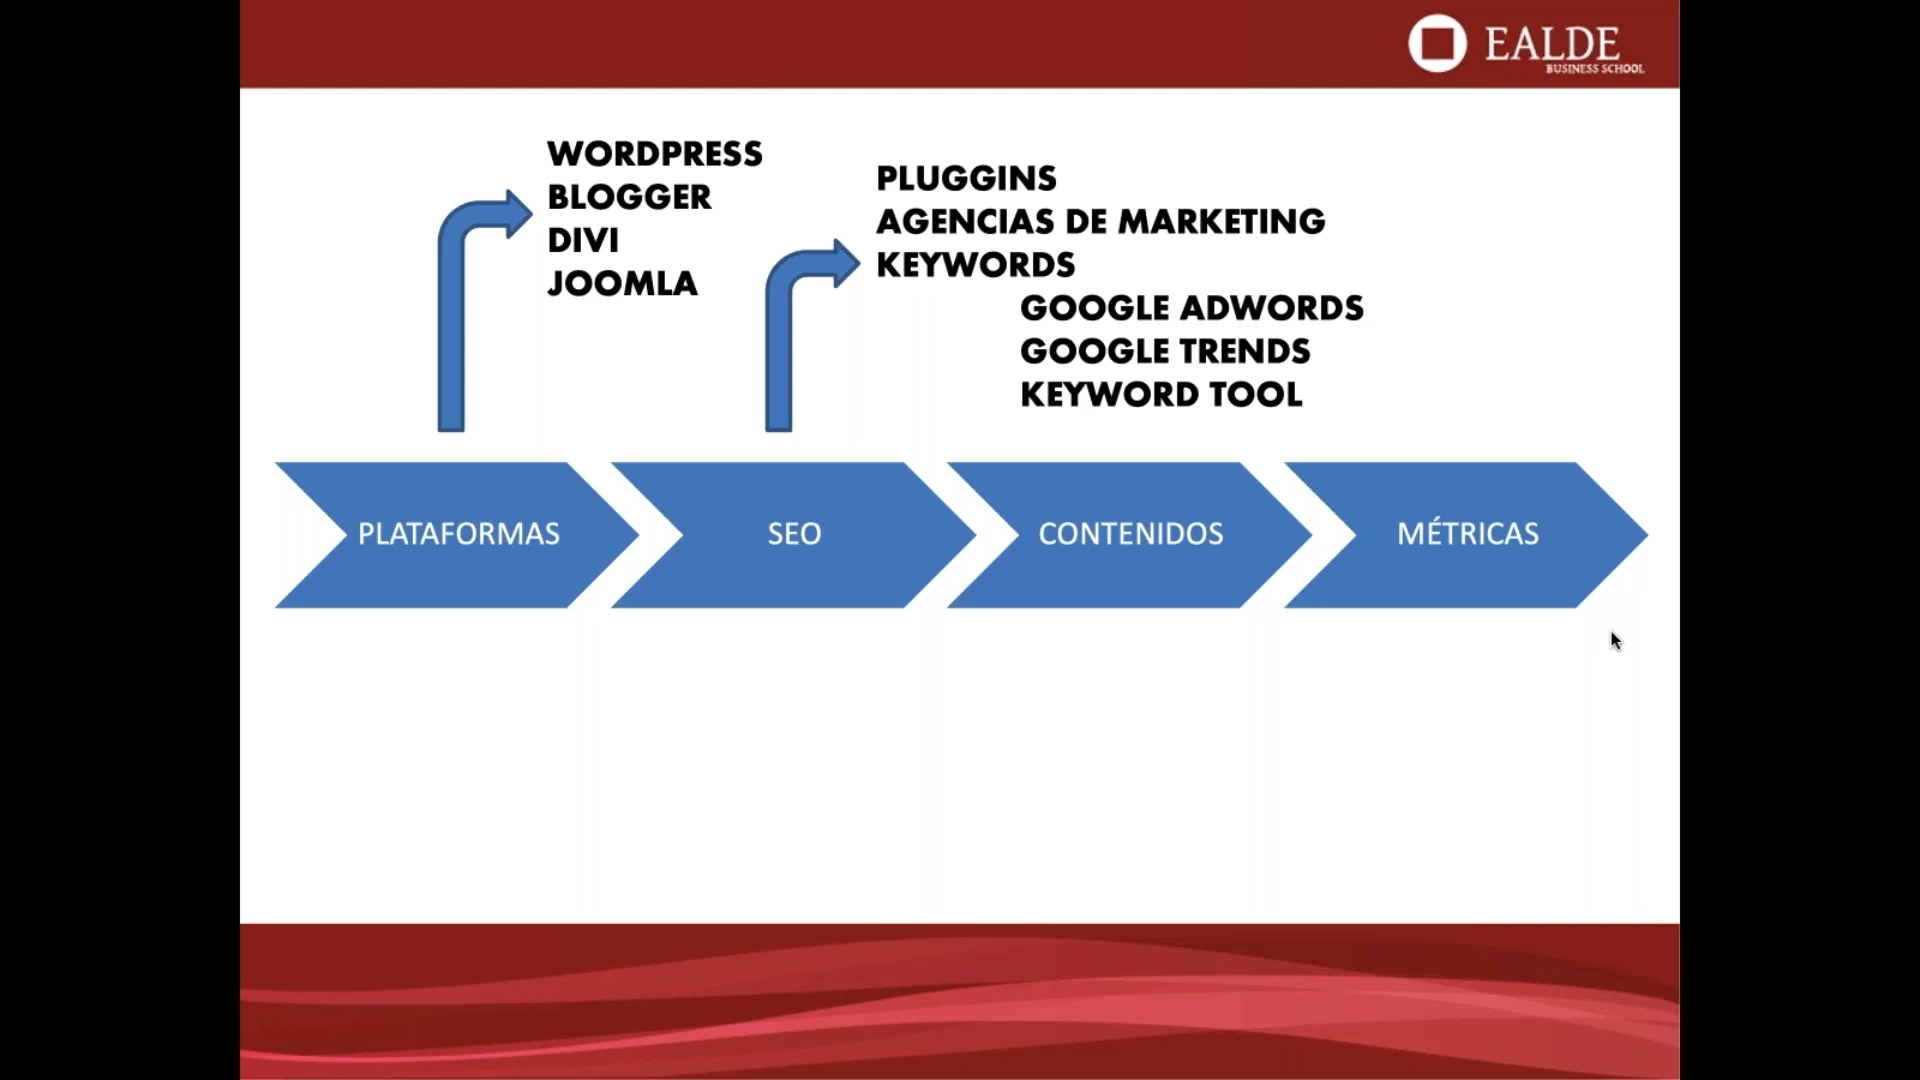 EALDE
BUSINESS SCHOOL
WORDPRESS
BLOGGER
DIVI
JOOMLA
PLUGGINS
AGENCIAS DE MARKETING
KEYWORDS
GOOGLE ADWORDS
GOOGLE TRENDS
KEYWORD TOOL
PLATAFORMAS
SEO
CONTENIDOS
MÉTRICAS